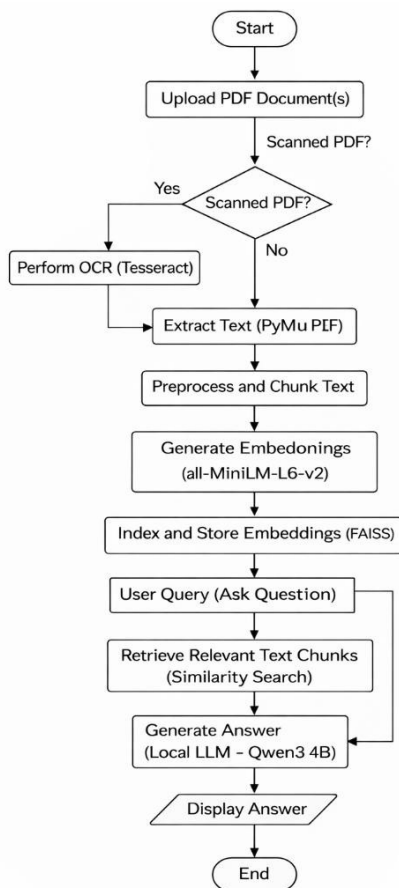 Start
Upload PDF Document(s)
Scanned PDF?
Yes
Scanned PDF?
No
Perform OCR (Tesseract)
Extract Text (PyMu PIF)
Preprocess and Chunk Text
Generate Embedonings
(all-MiniLM-L6-v2)
Index and Store Embeddings (FAISS)
User Query (Ask Question)
Retrieve Relevant Text Chunks
(Similarity Search)
Generate Answer
(Local LLM - Qwen3 4B)
Display Answer
End